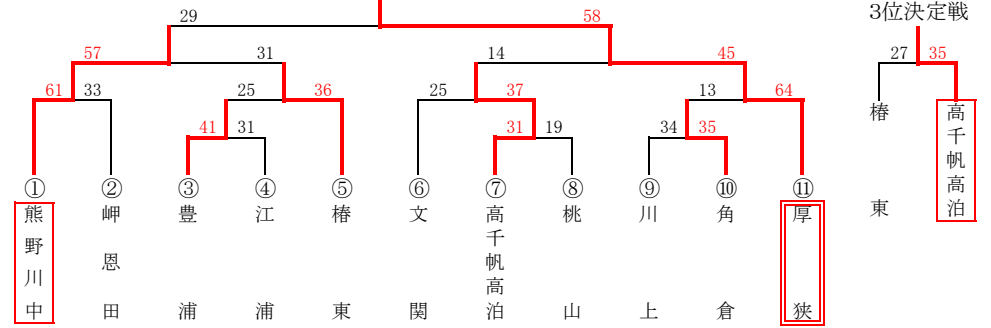 29 58 3位決定戦
57 31 14 45 27 35
61 33 25 36 25 37 13 64
41 31 31 19 34 35
① ② ③ ④ ⑤ ⑥ ⑦ ⑧ ⑨ ⑩ ⑪
熊野川中
岬恩田
豊浦
江浦
椿東
文関
高千帆高泊
桃山
川上
角倉
厚狭
椿東
高千帆高泊